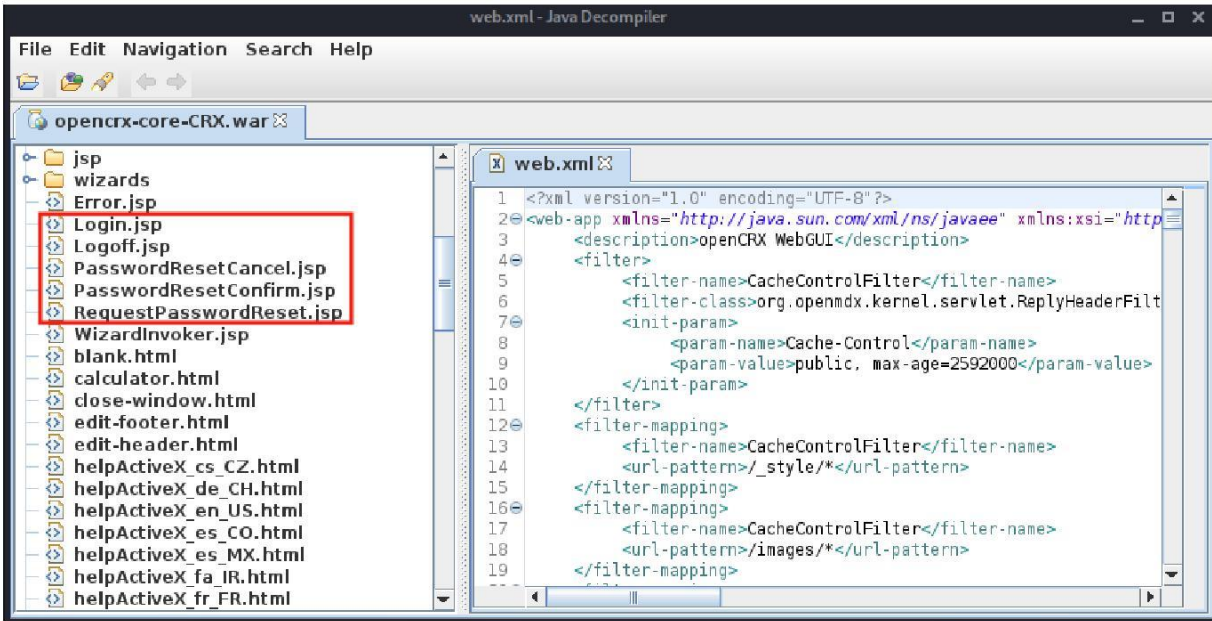 web.xml - Java Decompiler
File Edit Navigation Search Help
opencrx-core-CRX.war
jsp
wizards
Error.jsp
Login.jsp
Logoff.jsp
PasswordResetCancel.jsp
PasswordResetConfirm.jsp
RequestPasswordReset.jsp
WizardInvoker.jsp
blank.html
calculator.html
close-window.html
edit-footer.html
edit-header.html
helpActiveX_cs_CZ.html
helpActiveX_de_CH.html
helpActiveX_en_US.html
helpActiveX_es_CO.html
helpActiveX_es_MX.html
helpActiveX_fa_IR.html
helpActiveX_fr_FR.html
web.xml
1 <?xml version="1.0" encoding="UTF-8"?>
2 <web-app xmlns="http://java.sun.com/xml/ns/javaee" xmlns:xsi="http
3 <description>openCRX WebGUI</description>
4 <filter>
5 <filter-name>CacheControlFilter</filter-name>
6 <filter-class>org.openmdx.kernel.servlet.ReplyHeaderFilt
7 <init-param>
8 <param-name>Cache-Control</param-name>
9 <param-value>public, max-age=2592000</param-value>
10 </init-param>
11 </filter>
12 <filter-mapping>
13 <filter-name>CacheControlFilter</filter-name>
14 <url-pattern>/_style/*</url-pattern>
15 </filter-mapping>
16 <filter-mapping>
17 <filter-name>CacheControlFilter</filter-name>
18 <url-pattern>/images/*</url-pattern>
19 </filter-mapping>